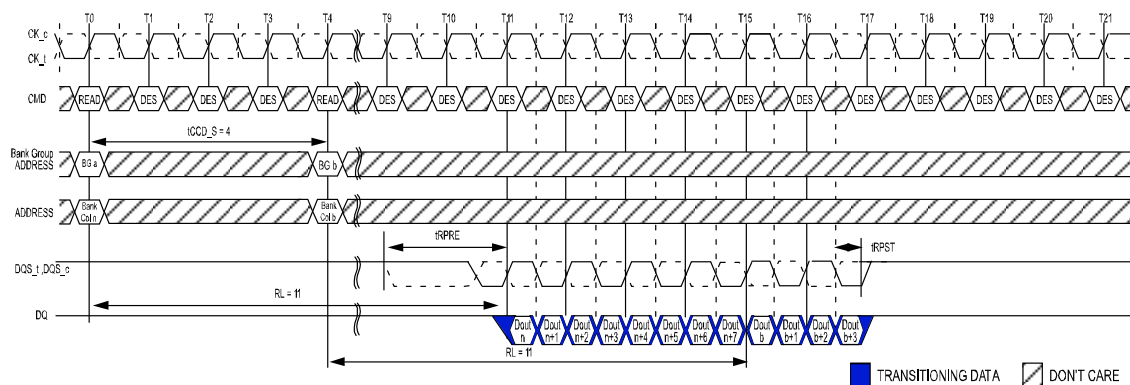 T0 T1 T2 T3 T4 T9 T10 T11 T12 T13 T14 T15 T16 T17 T18 T19 T20 T21
CK_c
CK_t
CMD READ DES DES DES READ DES DES DES DES DES DES DES DES DES DES DES DES DES
tCCD_S = 4
Bank Group
ADDRESS BG a BG b
ADDRESS Bank Col n Bank Col b
tRPRE tRPST
DQS_t ,DQS_c
RL = 11
DQ Dout n Dout n+1 Dout n+2 Dout n+3 Dout n+4 Dout n+5 Dout n+6 Dout n+7 Dout b Dout b+1 Dout b+2 Dout b+3
RL = 11
TRANSITIONING DATA DON'T CARE